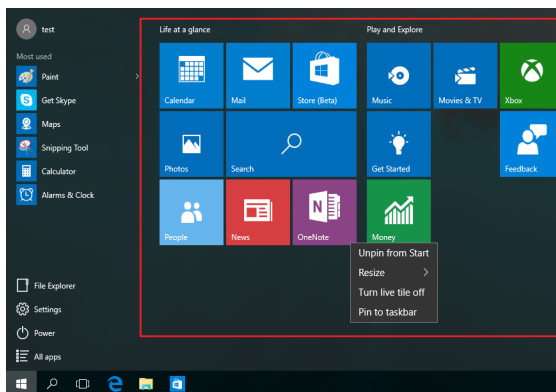 test
Most used
Paint
Get Skype
Maps
Snipping Tool
Calculator
Alarms & Clock
File Explorer
Settings
Power
All apps
Life at a glance
Calendar
Mail
Store (Beta)
Photos
Search
People
News
OneNote
Play and Explore
Music
Movies & TV
Xbox
Get Started
Feedback
Money
Unpin from Start
Resize
Turn live tile off
Pin to taskbar